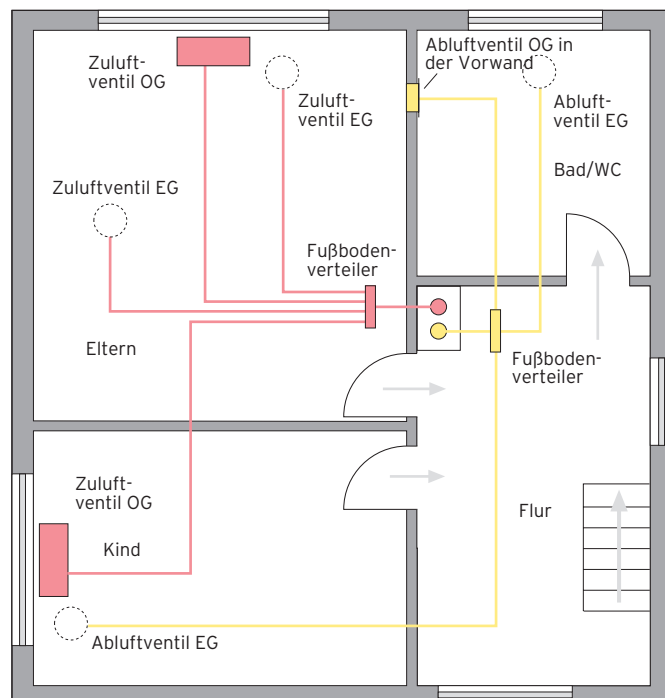 Zuluft-
ventil OG
Zuluft-
ventil EG
Abluftventil OG in
der Vorwand
Abluft-
ventil EG
Bad/WC
Zuluftventil EG
Fußboden-
verteiler
Eltern
Fußboden-
verteiler
Zuluft-
ventil OG
Kind
Flur
Abluftventil EG